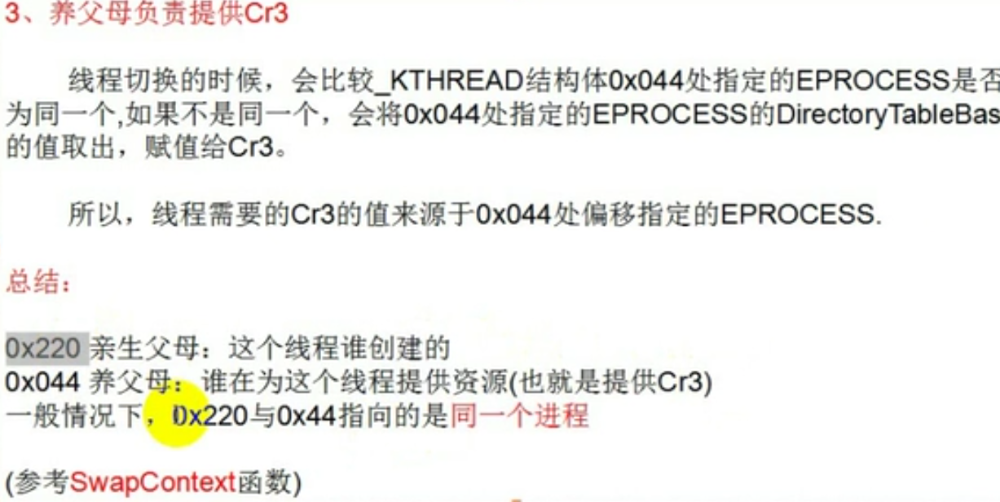 3、养父母负责提供Cr3
线程切换的时候，会比较_KTHREAD结构体0x044处指定的EPROCESS是否
为同一个,如果不是同一个，会将0x044处指定的EPROCESS的DirectoryTableBas
的值取出，赋值给Cr3。
所以，线程需要的Cr3的值来源于0x044处偏移指定的EPROCESS.
总结：
0x220 亲生父母：这个线程谁创建的
0x044 养父母：谁在为这个线程提供资源(也就是提供Cr3)
一般情况下，0x220与0x44指向的是同一个进程
(参考SwapContext函数)